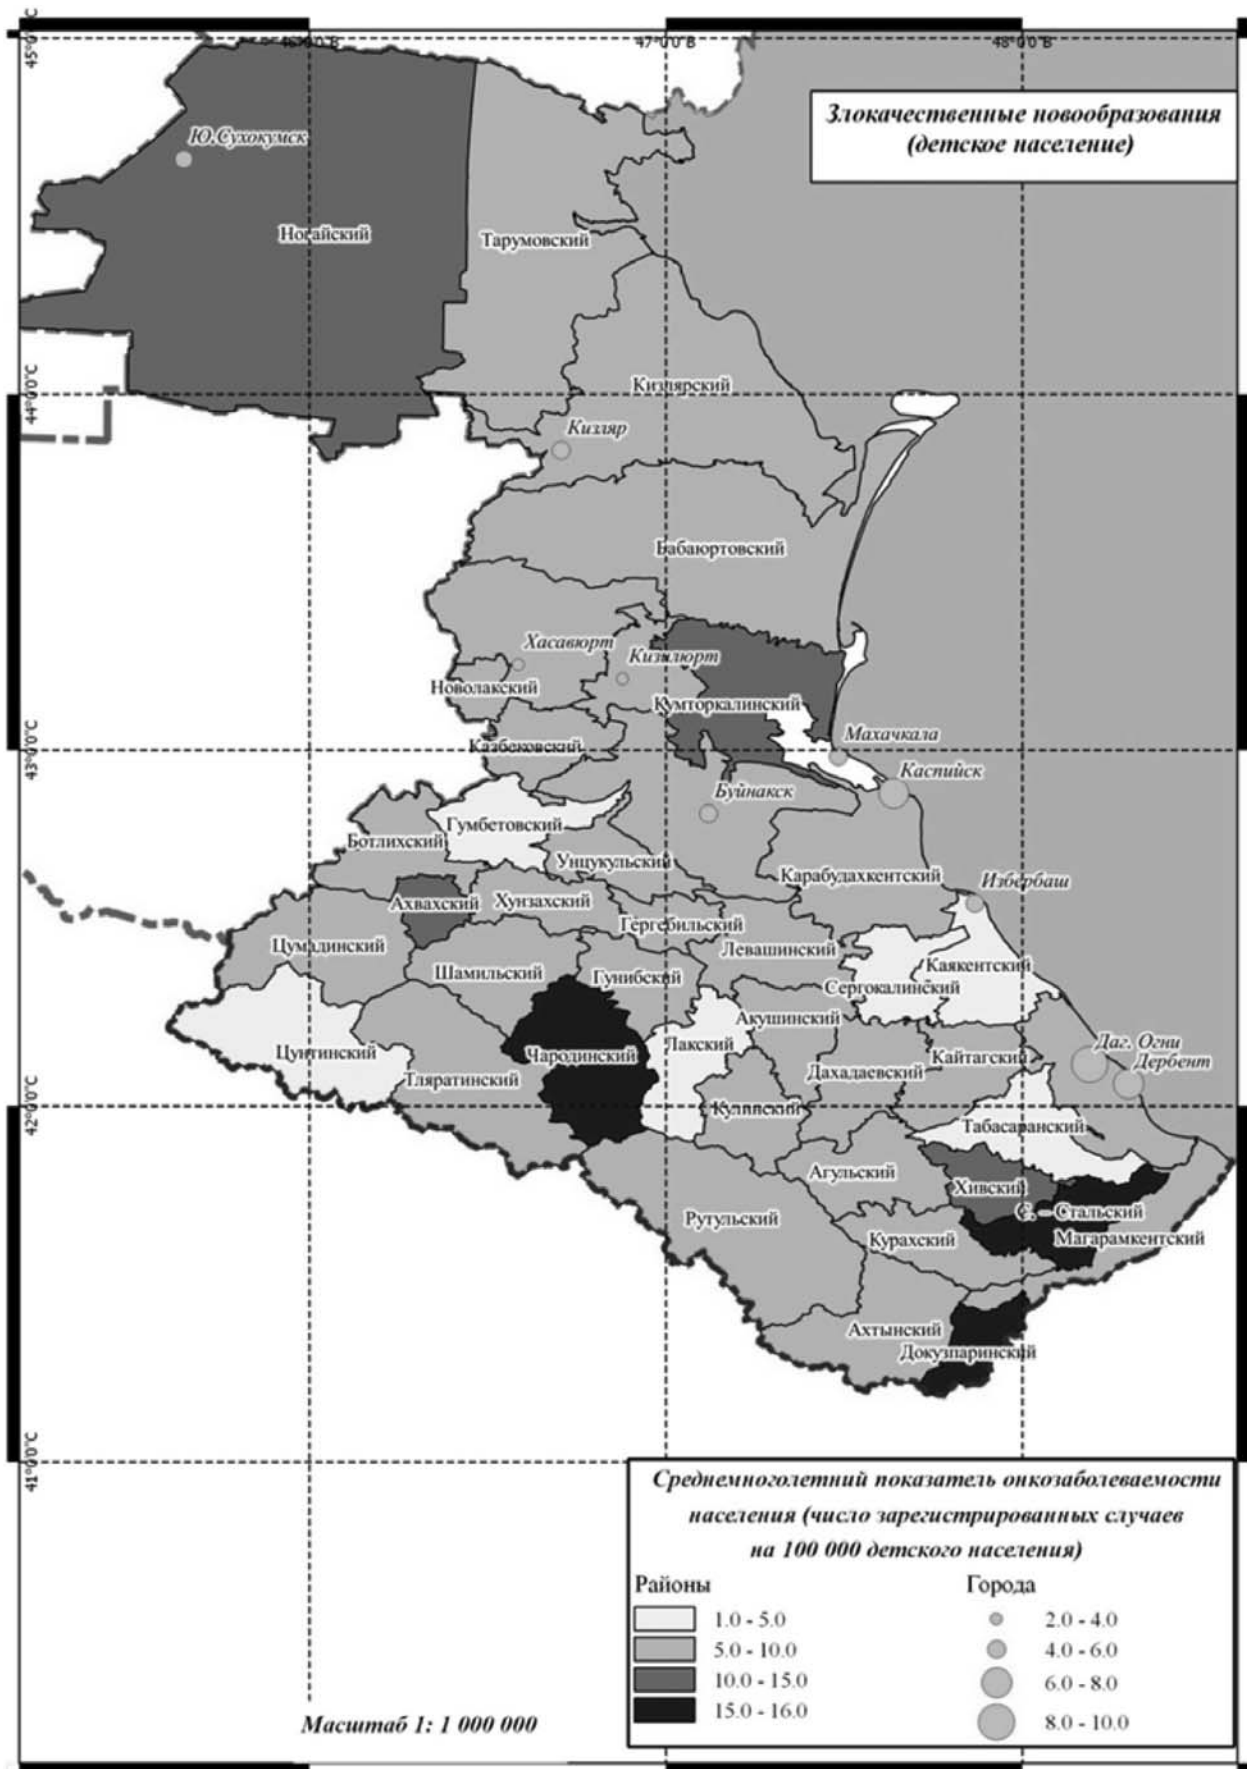 46°0'0"В
47°0'0"В
48°0'0"В
45°0'0"С
Злокачественные новообразования
(детское население)
Ю.Сухокумск
Ногайский
Тарумовский
44°0'0"С
Кизлярский
Кизляр
Бабаюртовский
Хасавюрт
Кизилюрт
Новолакский
Кумторкалинский
43°0'0"С
Казбековский
Махачкала
Каспийск
Буйнакск
Гумбетовский
Ботлихский
Унцукульский
Карабудахкентский
Избербаш
Ахвахский
Хунзахский
Гергебильский
Цумадинский
Левашинский
Шамильский
Гунибский
Каякентский
Сергокалинский
Акушинский
Лакский
Цунтинский
Чародинский
Кайтагский
Даг. Огни
Дербент
Тляратинский
Дахадаевский
42°0'0"С
Кулинский
Табасаранский
Агульский
Хивский
Рутульский
С. - Стальский
Курахский
Магарамкентский
Ахтынский
Докузпаринский
41°0'0"С
Среднемноголетний показатель онкозаболеваемости
населения (число зарегистрированных случаев
на 100 000 детского населения)
Районы
1.0 - 5.0
5.0 - 10.0
10.0 - 15.0
15.0 - 16.0
Города
2.0 - 4.0
4.0 - 6.0
6.0 - 8.0
8.0 - 10.0
Масштаб 1: 1 000 000